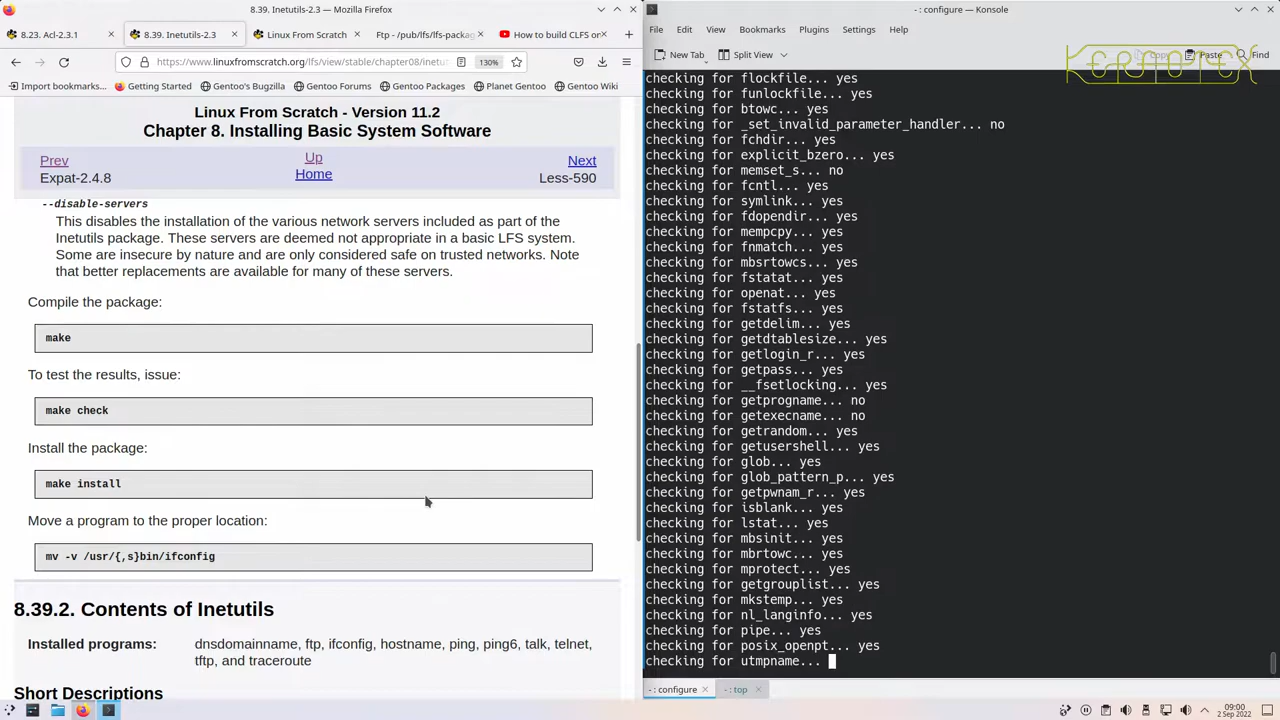 8.39. Inetutils-2.3 — Mozilla Firefox
8.23. Acl-2.3.1
8.39. Inetutils-2.3
Linux From Scratch
Ftp - /pub/lfs/lfs-packag
How to build CLFS on
https://www.linuxfromscratch.org/lfs/view/stable/chapter08/inetu
130%
Import bookmarks...
Getting Started
Gentoo's Bugzilla
Gentoo Forums
Gentoo Packages
Planet Gentoo
Gentoo Wiki
Linux From Scratch - Version 11.2
Chapter 8. Installing Basic System Software
Prev
Up
Next
Expat-2.4.8
Home
Less-590
--disable-servers
This disables the installation of the various network servers included as part of the
Inetutils package. These servers are deemed not appropriate in a basic LFS system.
Some are insecure by nature and are only considered safe on trusted networks. Note
that better replacements are available for many of these servers.
Compile the package:
make
To test the results, issue:
make check
Install the package:
make install
Move a program to the proper location:
mv -v /usr/{,s}bin/ifconfig
8.39.2. Contents of Inetutils
Installed programs:
dnsdomainname, ftp, ifconfig, hostname, ping, ping6, talk, telnet,
tftp, and traceroute
Short Descriptions
- : configure — Konsole
File Edit View Bookmarks Plugins Settings Help
New Tab
Split View
Copy
Paste
Find
KERAMPLEX
checking for flockfile... yes
checking for funlockfile... yes
checking for btowc... yes
checking for _set_invalid_parameter_handler... no
checking for fchdir... yes
checking for explicit_bzero... yes
checking for memset_s... no
checking for fcntl... yes
checking for symlink... yes
checking for fdopendir... yes
checking for mempcpy... yes
checking for fnmatch... yes
checking for mbsrtowcs... yes
checking for fstatat... yes
checking for openat... yes
checking for fstatfs... yes
checking for getdelim... yes
checking for getdtablesize... yes
checking for getlogin_r... yes
checking for getpass... yes
checking for __fsetlocking... yes
checking for getprogname... no
checking for getexecname... no
checking for getrandom... yes
checking for getusershell... yes
checking for glob... yes
checking for glob_pattern_p... yes
checking for getpwnam_r... yes
checking for isblank... yes
checking for lstat... yes
checking for mbsinit... yes
checking for mbrtowc... yes
checking for mprotect... yes
checking for getgrouplist... yes
checking for mkstemp... yes
checking for nl_langinfo... yes
checking for pipe... yes
checking for posix_openpt... yes
checking for utmpname...
- : configure
- : top
09:00
2 Sep 2022